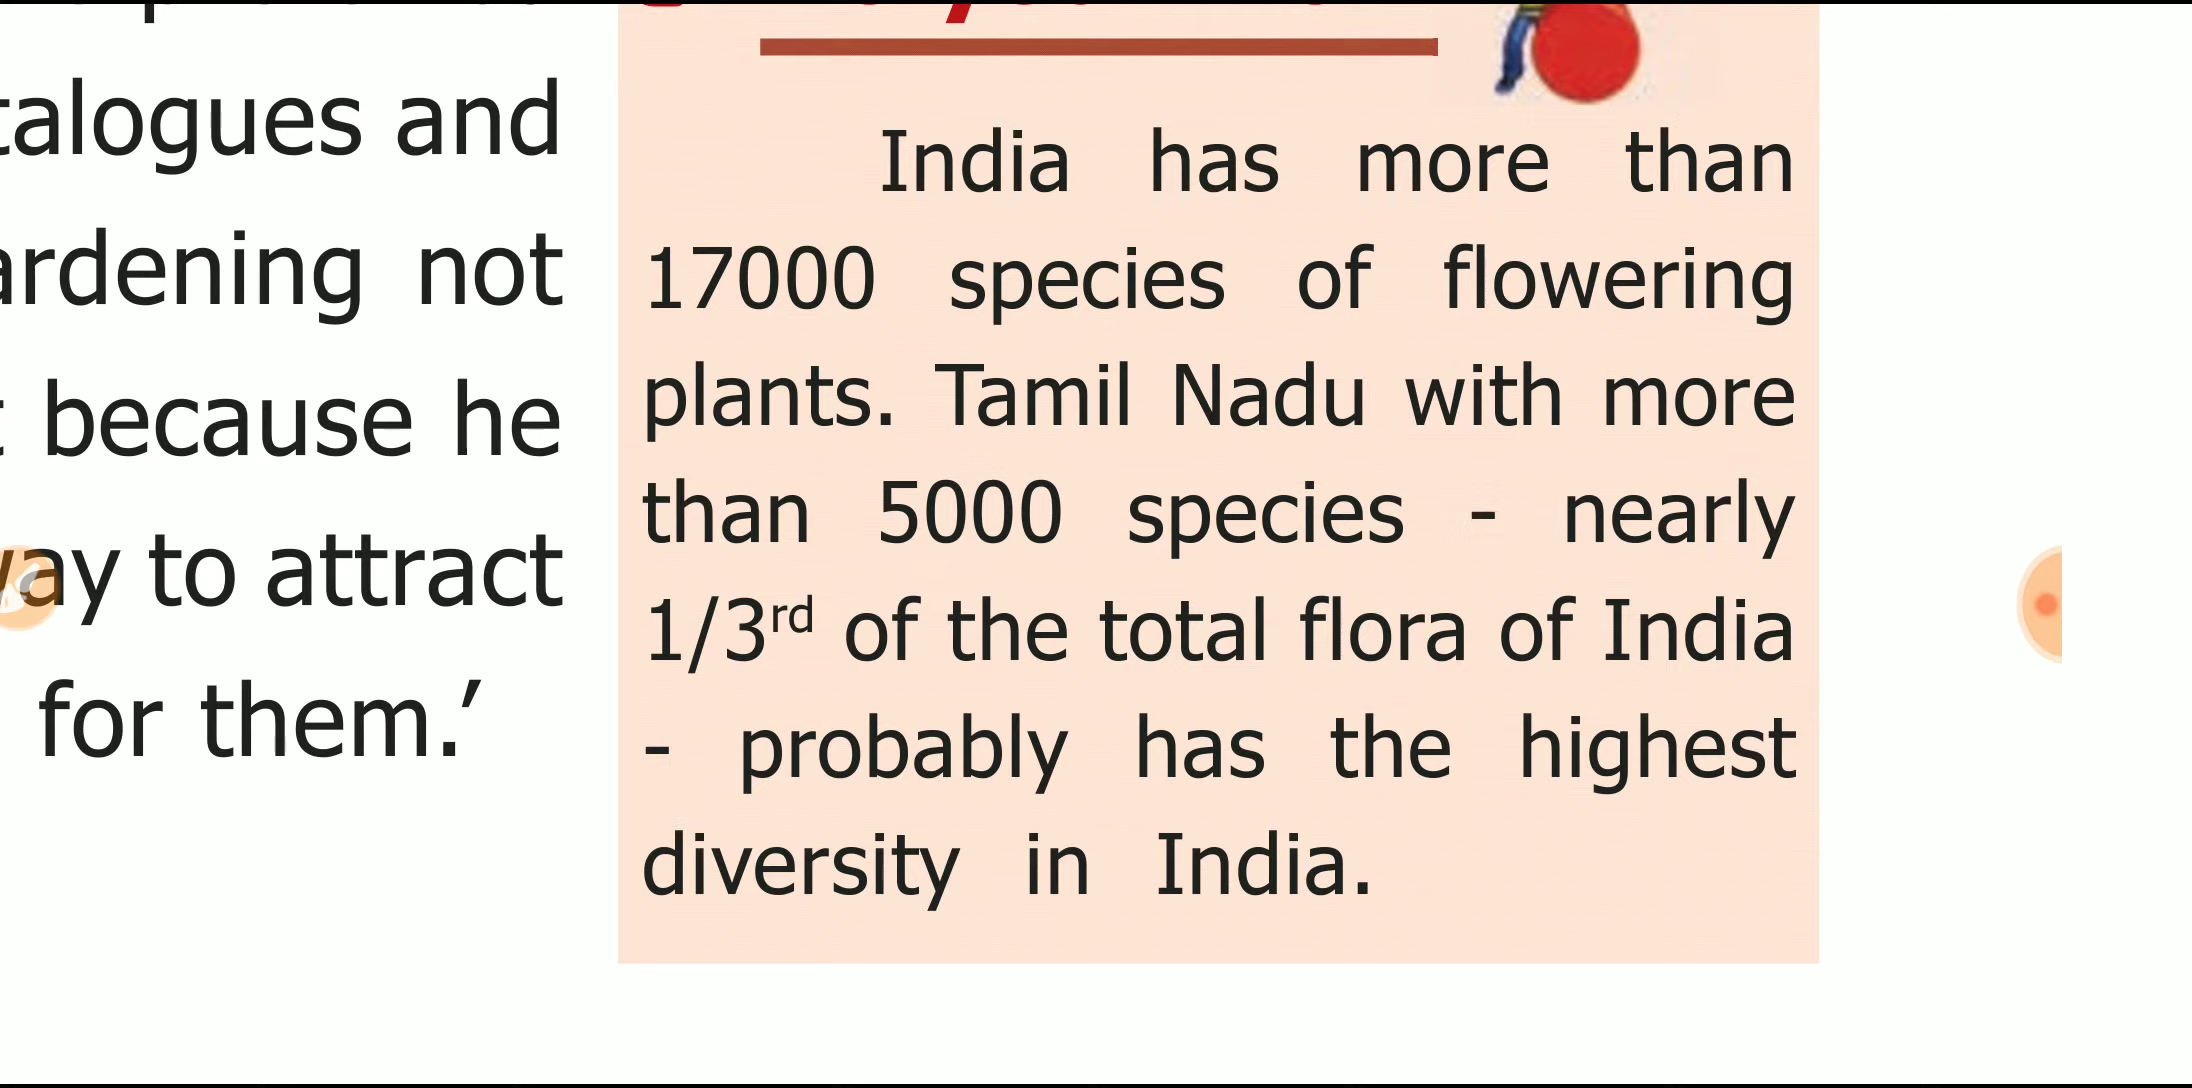 talogues and
ardening not
because he
way to attract
for them.’
India has more than
17000 species of flowering
plants. Tamil Nadu with more
than 5000 species - nearly
1/3rd of the total flora of India
- probably has the highest
diversity in India.